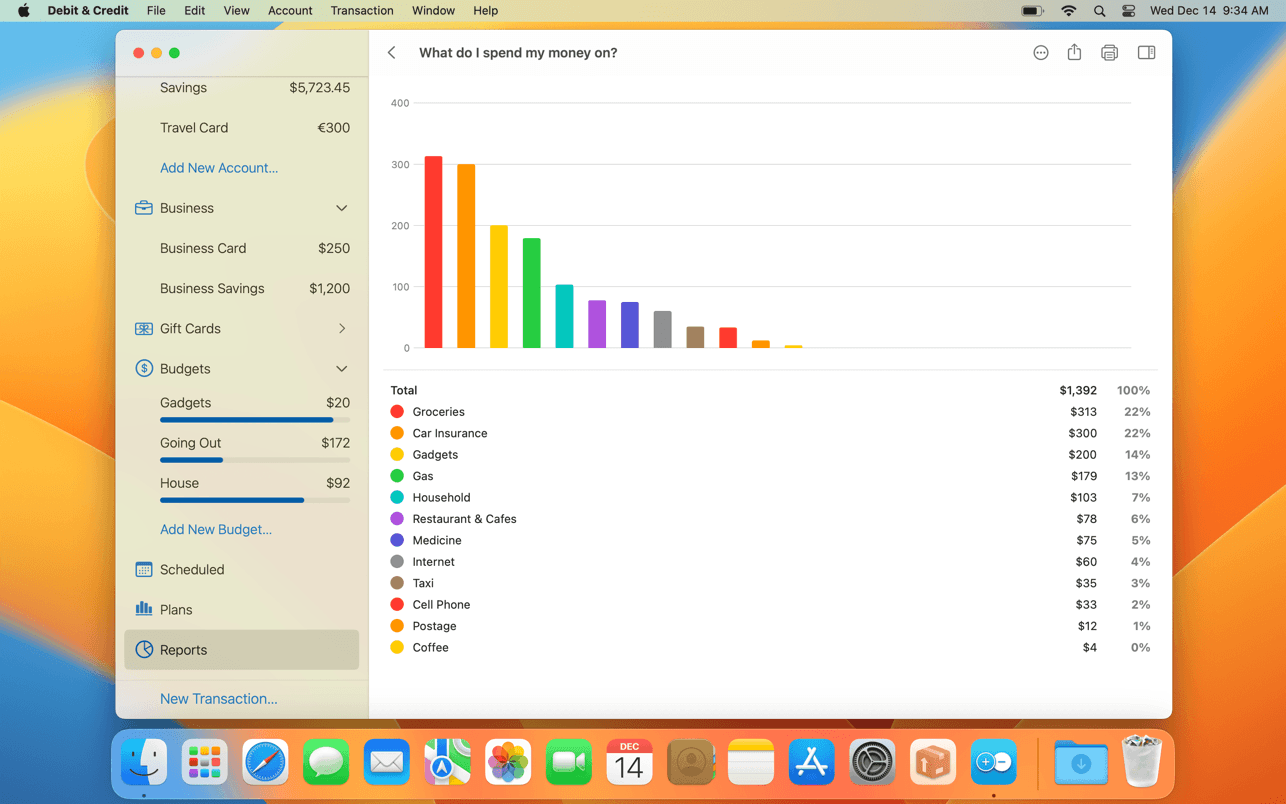 Debit & Credit File Edit View Account Transaction Window Help Wed Dec 14 9:34 AM
What do I spend my money on?
Savings $5,723.45
Travel Card €300
Add New Account...
Business
Business Card $250
Business Savings $1,200
Gift Cards
Budgets
Gadgets $20
Going Out $172
House $92
Add New Budget...
Scheduled
Plans
Reports
New Transaction...
400
300
200
100
0
Total $1,392 100%
Groceries $313 22%
Car Insurance $300 22%
Gadgets $200 14%
Gas $179 13%
Household $103 7%
Restaurant & Cafes $78 6%
Medicine $75 5%
Internet $60 4%
Taxi $35 3%
Cell Phone $33 2%
Postage $12 1%
Coffee $4 0%
DEC
14